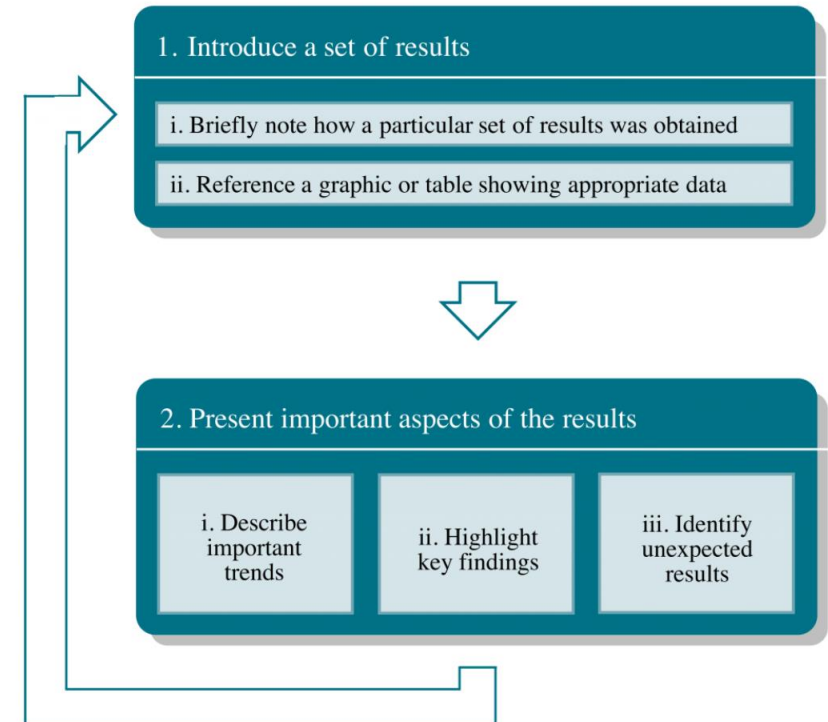 1. Introduce a set of results
i. Briefly note how a particular set of results was obtained
ii. Reference a graphic or table showing appropriate data
2. Present important aspects of the results
i. Describe
important
trends
ii. Highlight
key findings
iii. Identify
unexpected
results